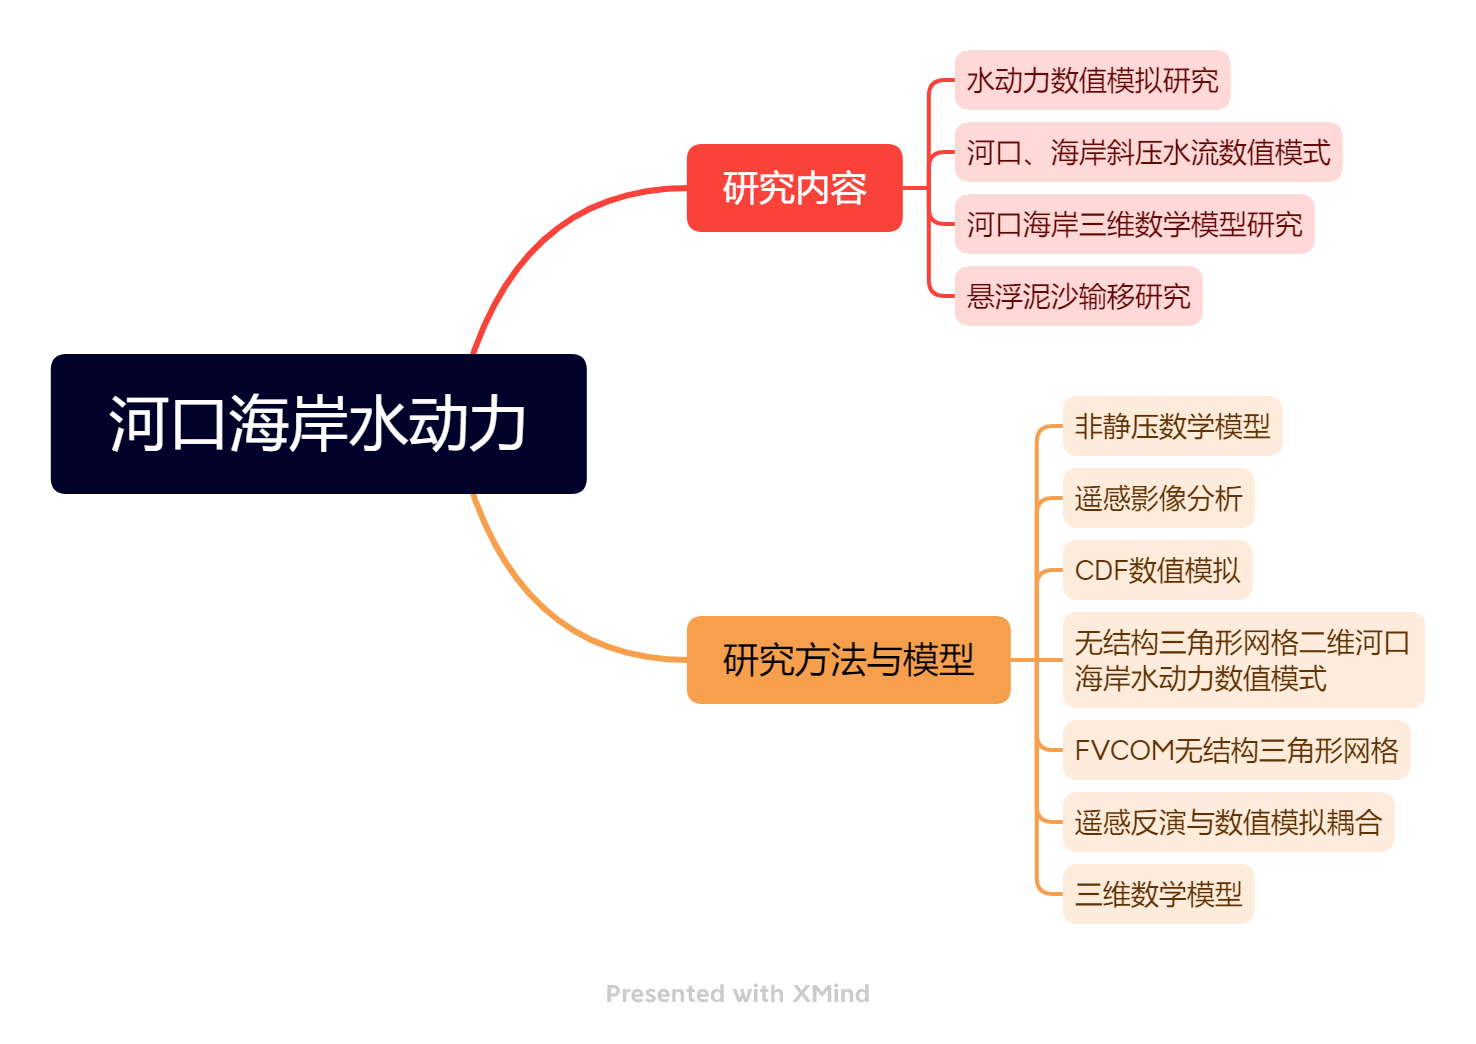 水动力数值模拟研究
河口、海岸斜压水流数值模式
研究内容
河口海岸三维数学模型研究
悬浮泥沙输移研究
河口海岸水动力
非静压数学模型
遥感影像分析
CDF数值模拟
无结构三角形网格二维河口
海岸水动力数值模式
研究方法与模型
FVCOM无结构三角形网格
遥感反演与数值模拟耦合
三维数学模型
Presented with XMind